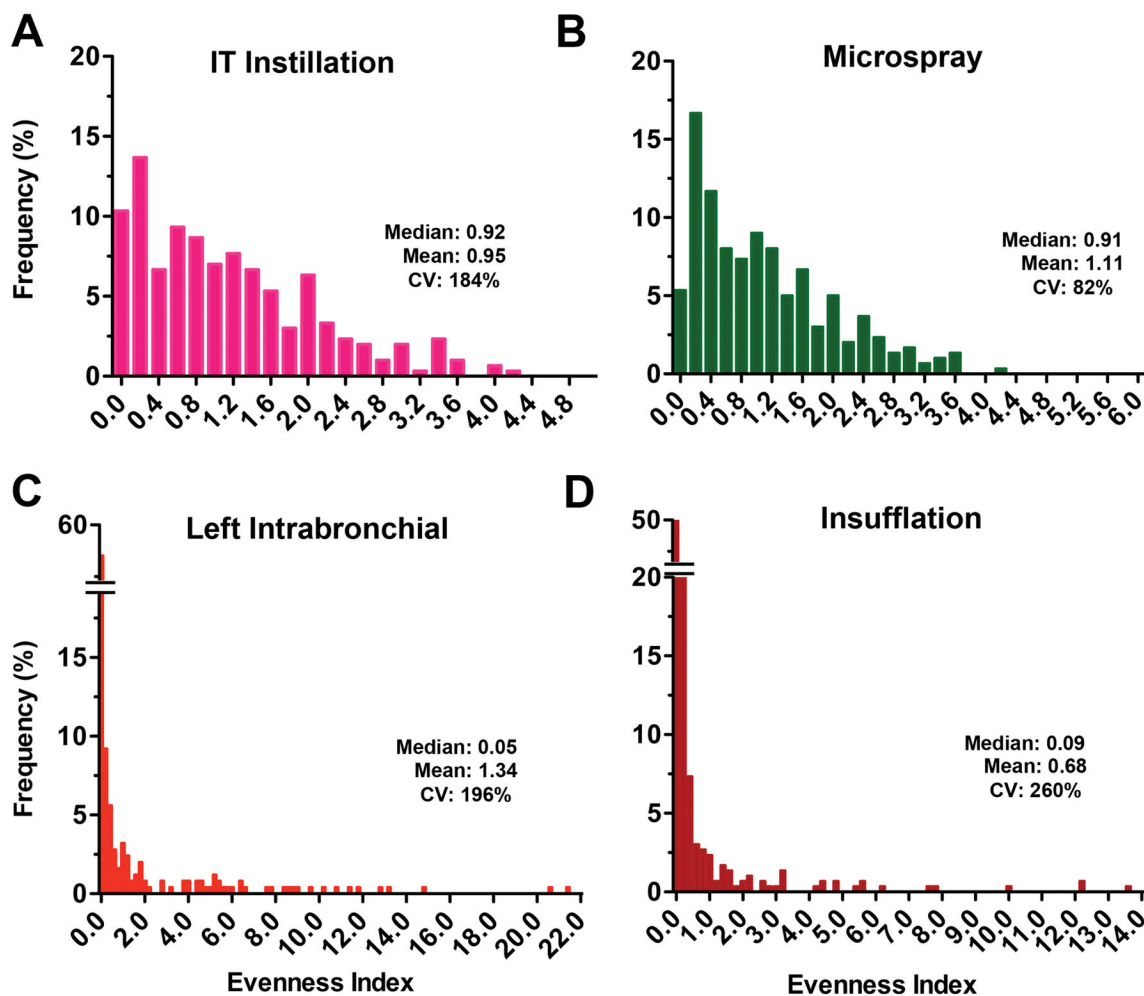 A
IT Instillation
Frequency (%)
20
15
10
5
0
Median: 0.92
Mean: 0.95
CV: 184%
0.0 0.4 0.8 1.2 1.6 2.0 2.4 2.8 3.2 3.6 4.0 4.4 4.8
B
Microspray
20
15
10
5
0
Median: 0.91
Mean: 1.11
CV: 82%
0.0 0.4 0.8 1.2 1.6 2.0 2.4 2.8 3.2 3.6 4.0 4.4 4.8 5.2 5.6 6.0
C
Left Intrabronchial
Frequency (%)
60
15
10
5
0
Median: 0.05
Mean: 1.34
CV: 196%
0.0 2.0 4.0 6.0 8.0 10.0 12.0 14.0 16.0 18.0 20.0 22.0
Evenness Index
D
Insufflation
50
20
15
10
5
0
Median: 0.09
Mean: 0.68
CV: 260%
0.0 1.0 2.0 3.0 4.0 5.0 6.0 7.0 8.0 9.0 10.0 11.0 12.0 13.0 14.0
Evenness Index